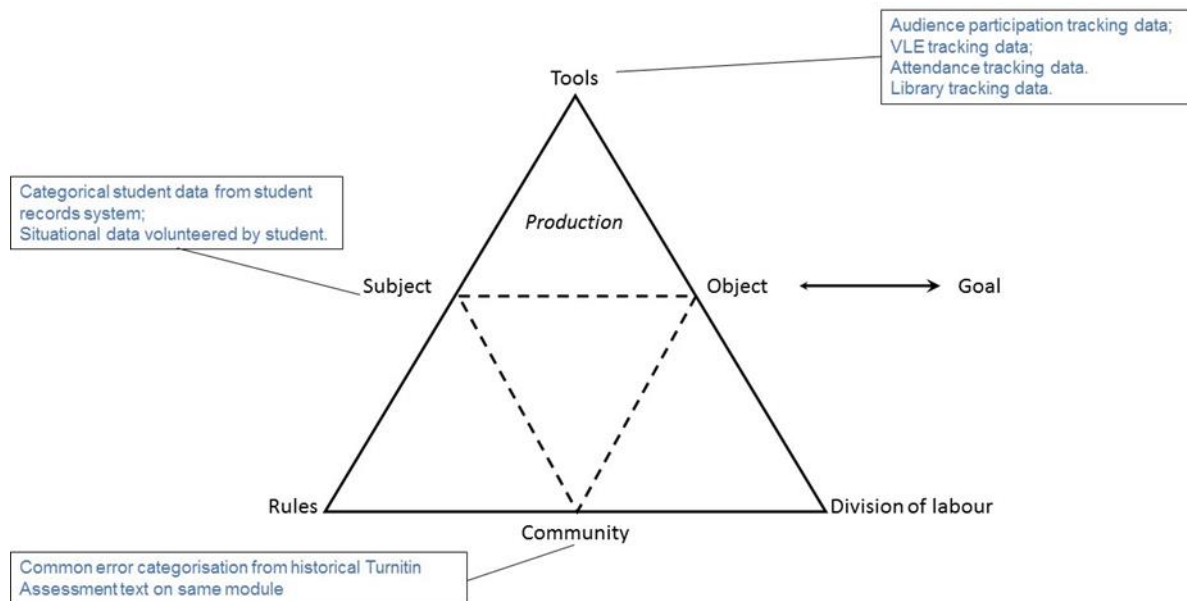 Audience participation tracking data;
VLE tracking data;
Attendance tracking data.
Library tracking data.
Tools
Categorical student data from student
records system;
Situational data volunteered by student.
Production
Subject
Object
Goal
Rules
Division of labour
Community
Common error categorisation from historical Turnitin
Assessment text on same module